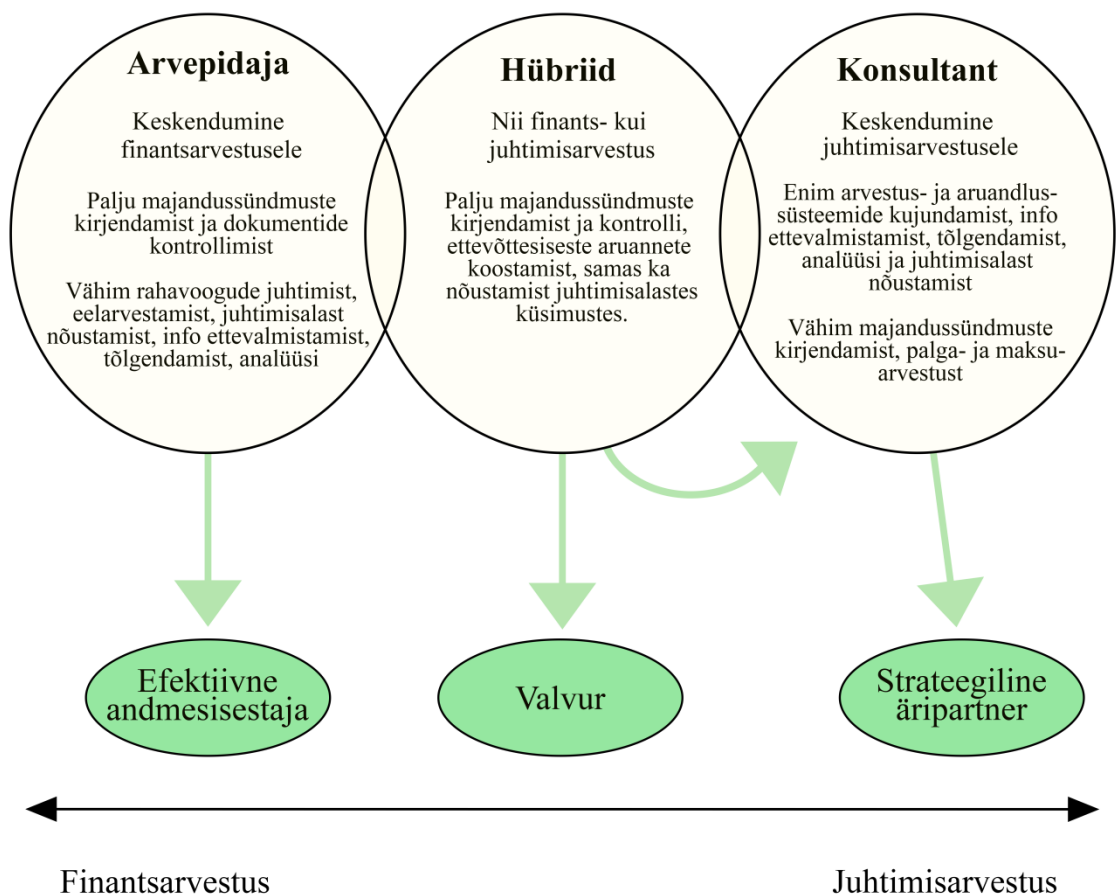 Arvepidaja
Keskendumine
finantsarvestusele
Palju majandussündmuste
kirjendamist ja dokumentide
kontrollimist
Vähim rahavoogude juhtimist,
eelarvestamist, juhtimisalast
nõustamist, info ettevalmistamist,
tõlgendamist, analüüsi
Hübriid
Nii finants- kui
juhtimisarvestus
Palju majandussündmuste
kirjendamist ja kontrolli,
ettevõttesiseste aruannete
koostamist, samas ka
nõustamist juhtimisalastes
küsimustes.
Konsultant
Keskendumine
juhtimisarvestusele
Enim arvestus- ja aruandlus-
süsteemide kujundamist, info
ettevalmistamist, tõlgendamist,
analüüsi ja juhtimisalast
nõustamist
Vähim majandussündmuste
kirjendamist, palga- ja maksu-
arvestust
Efektiivne
andmesisestaja
Valvur
Strateegiline
äripartner
Finantsarvestus
Juhtimisarvestus